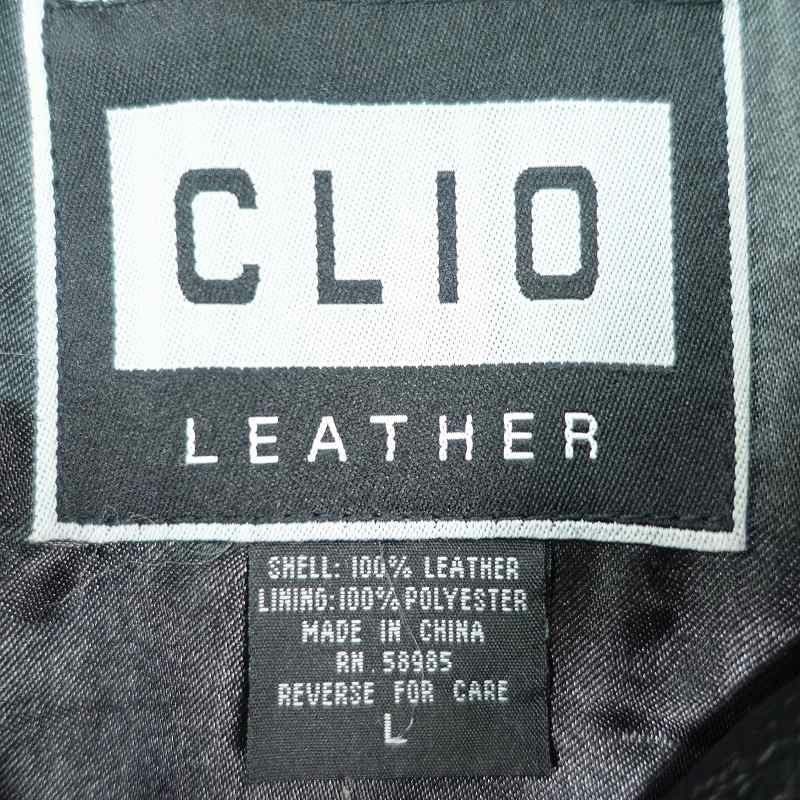 CLIO
LEATHER
SHELL: 100% LEATHER
LINING:100% POLYESTER
MADE IN CHINA
RN.58985
REVERSE FOR CARE
L